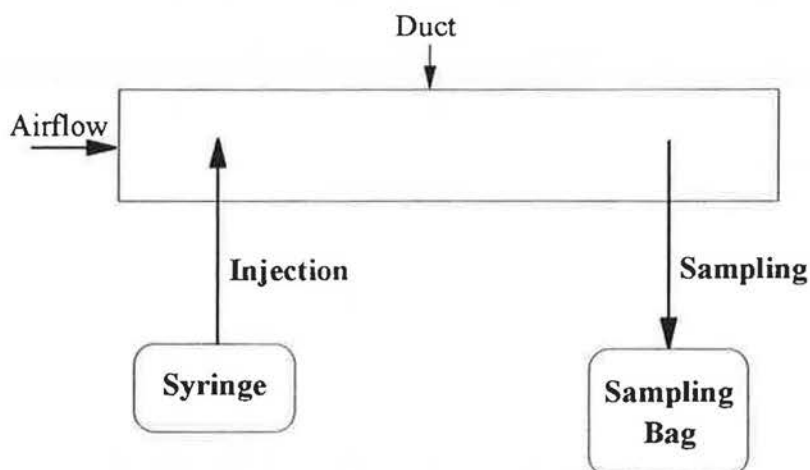 Duct
Airflow
Injection
Sampling
Syringe
Sampling
Bag